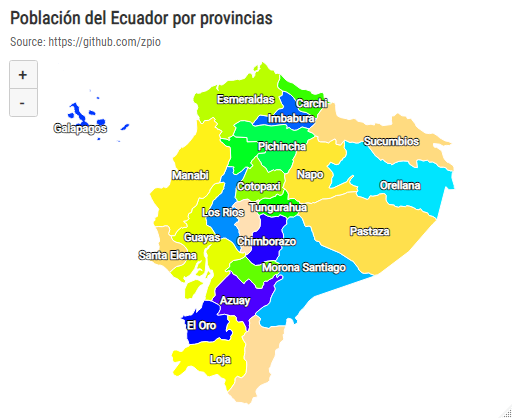 Población del Ecuador por provincias
Source: https://github.com/zpio
+
-
Esmeraldas
Carchi
Imbabura
Galapagos
Sucumbios
Pichincha
Manabi
Napo
Cotopaxi
Orellana
Los Rios
Tungurahua
Pastaza
Guayas
Chimborazo
Santa Elena
Morona Santiago
Azuay
El Oro
Loja